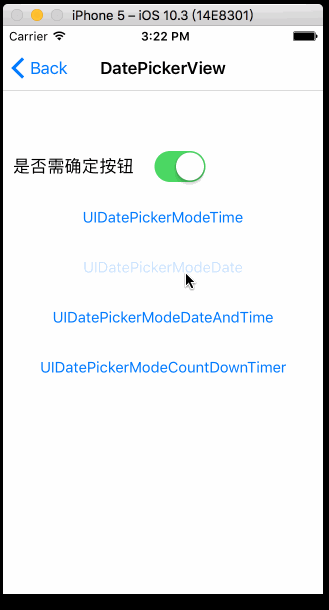 iPhone 5 – iOS 10.3 (14E8301)
Carrier 3:22 PM
Back DatePickerView
是否需确定按钮
UIDatePickerModeTime
UIDatePickerModeDate
UIDatePickerModeDateAndTime
UIDatePickerModeCountDownTimer